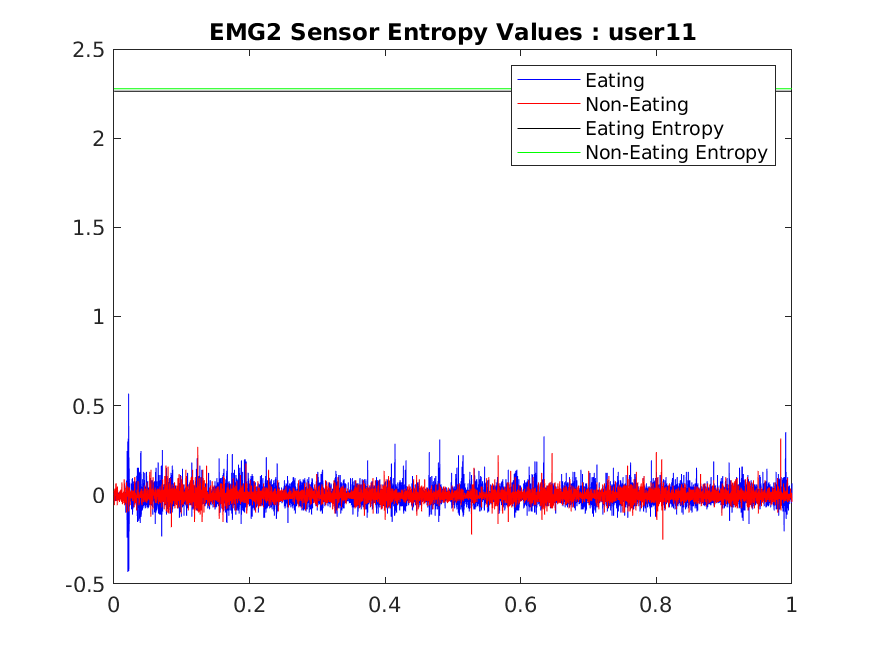 EMG2 Sensor Entropy Values : user11
2.5
2
1.5
1
0.5
0
-0.5
Eating
Non-Eating
Eating Entropy
Non-Eating Entropy
0 0.2 0.4 0.6 0.8 1